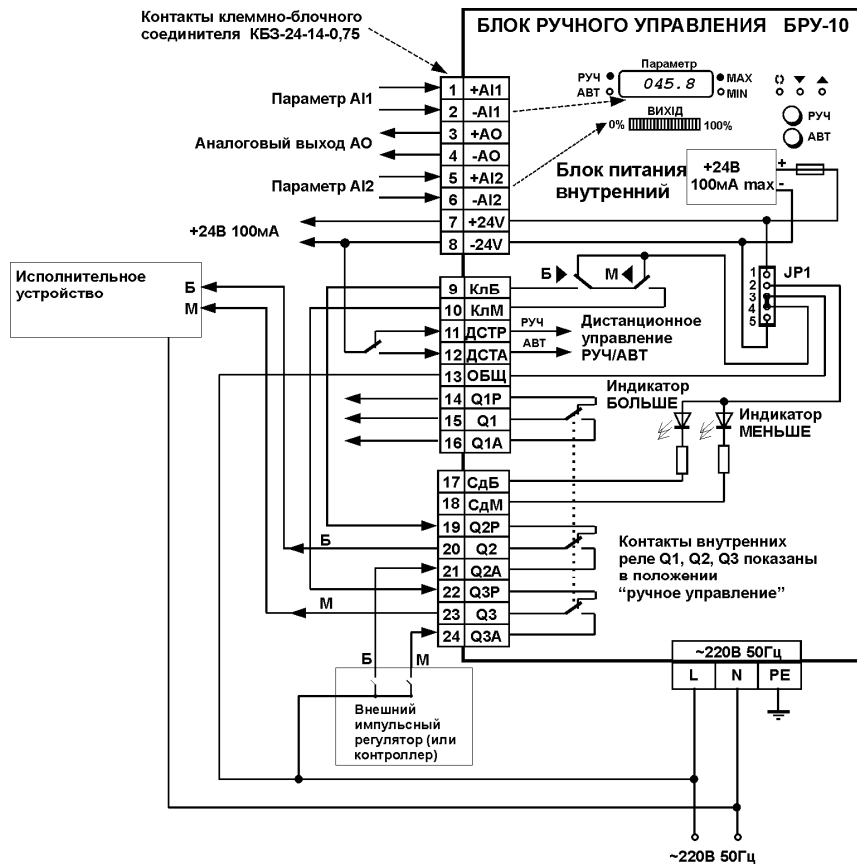 Контакты клеммно-блочного
соединителя КБЗ-24-14-0,75
БЛОК РУЧНОГО УПРАВЛЕНИЯ БРУ-10
Параметр
РУЧ
045.8
MAX
АВТ
MIN
ВИХІД
0%
100%
РУЧ
АВТ
Параметр AI1
1 +AI1
2 -AI1
Аналоговый выход АО
3 +AO
4 -AO
Параметр AI2
5 +AI2
6 -AI2
+24В 100мА
7 +24V
8 -24V
Блок питания
внутренний
+24В
100мА max
+
-
Исполнительное
устройство
Б
М
9 КлБ
10 КлМ
11 ДСТР
12 ДСТА
13 ОБЩ
14 Q1P
15 Q1
16 Q1A
Б
М
РУЧ
АВТ
Дистанционное
управление
РУЧ/АВТ
1
2
3
4
5
JP1
Индикатор
БОЛЬШЕ
Индикатор
МЕНЬШЕ
17 СдБ
18 СдМ
19 Q2P
20 Q2
21 Q2A
22 Q3P
23 Q3
24 Q3A
Б
М
Контакты внутренних
реле Q1, Q2, Q3 показаны
в положении
“ручное управление”
Б
М
Внешний
импульсный
регулятор (или
контроллер)
~220В 50Гц
L
N
PE
~220В 50Гц